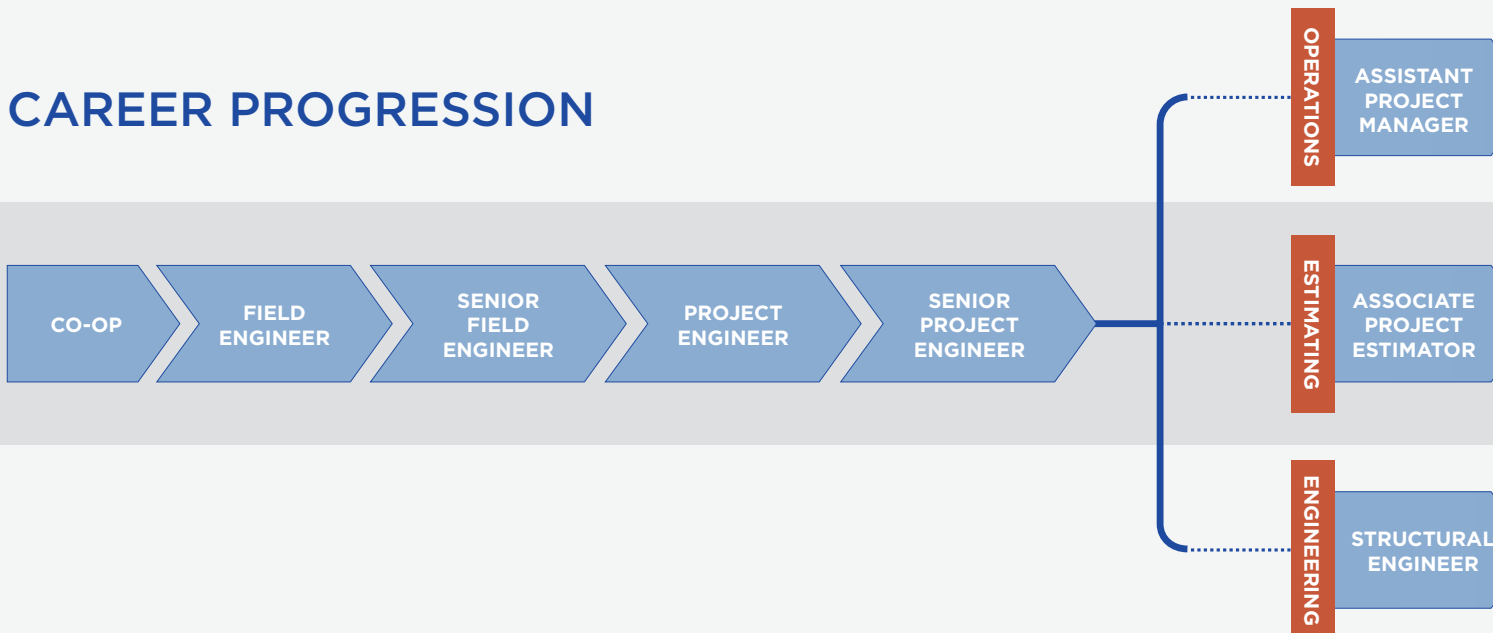 CAREER PROGRESSION
CO-OP
FIELD
ENGINEER
SENIOR
FIELD
ENGINEER
PROJECT
ENGINEER
SENIOR
PROJECT
ENGINEER
OPERATIONS
ASSISTANT
PROJECT
MANAGER
ESTIMATING
ASSOCIATE
PROJECT
ESTIMATOR
ENGINEERING
STRUCTURAL
ENGINEER